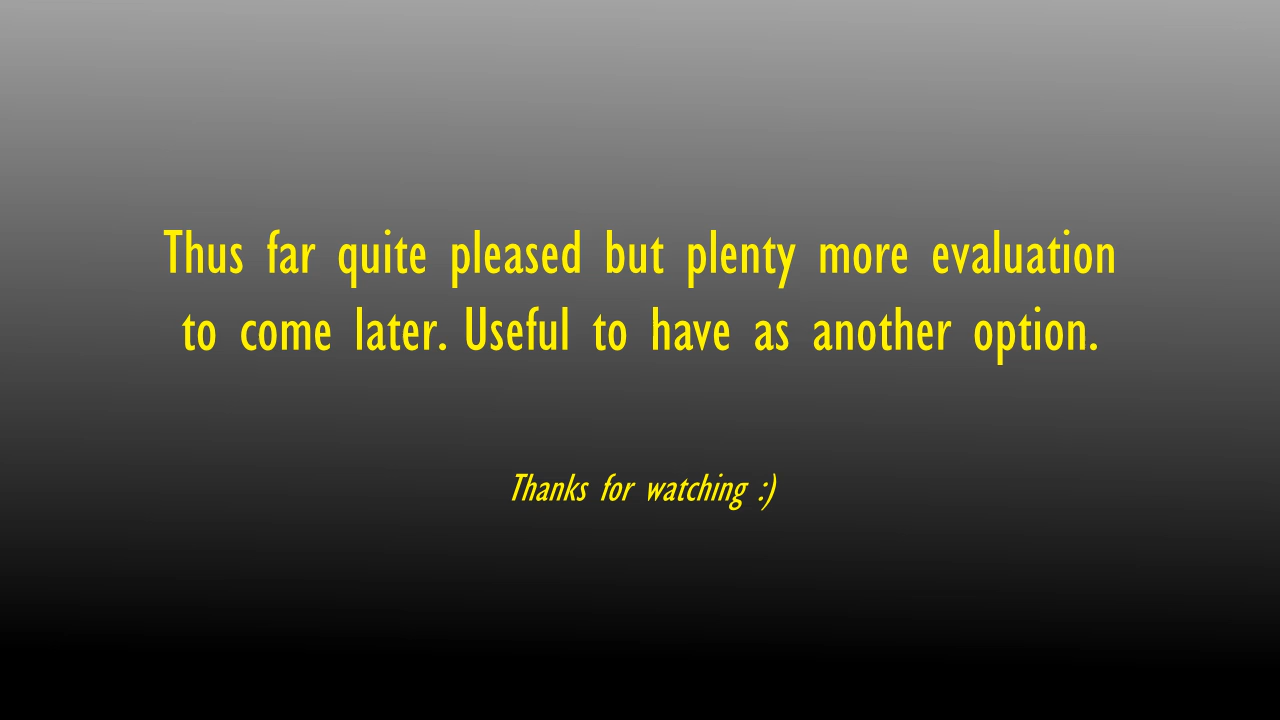 Thus far quite pleased but plenty more evaluation
to come later. Useful to have as another option.
Thanks for watching :)